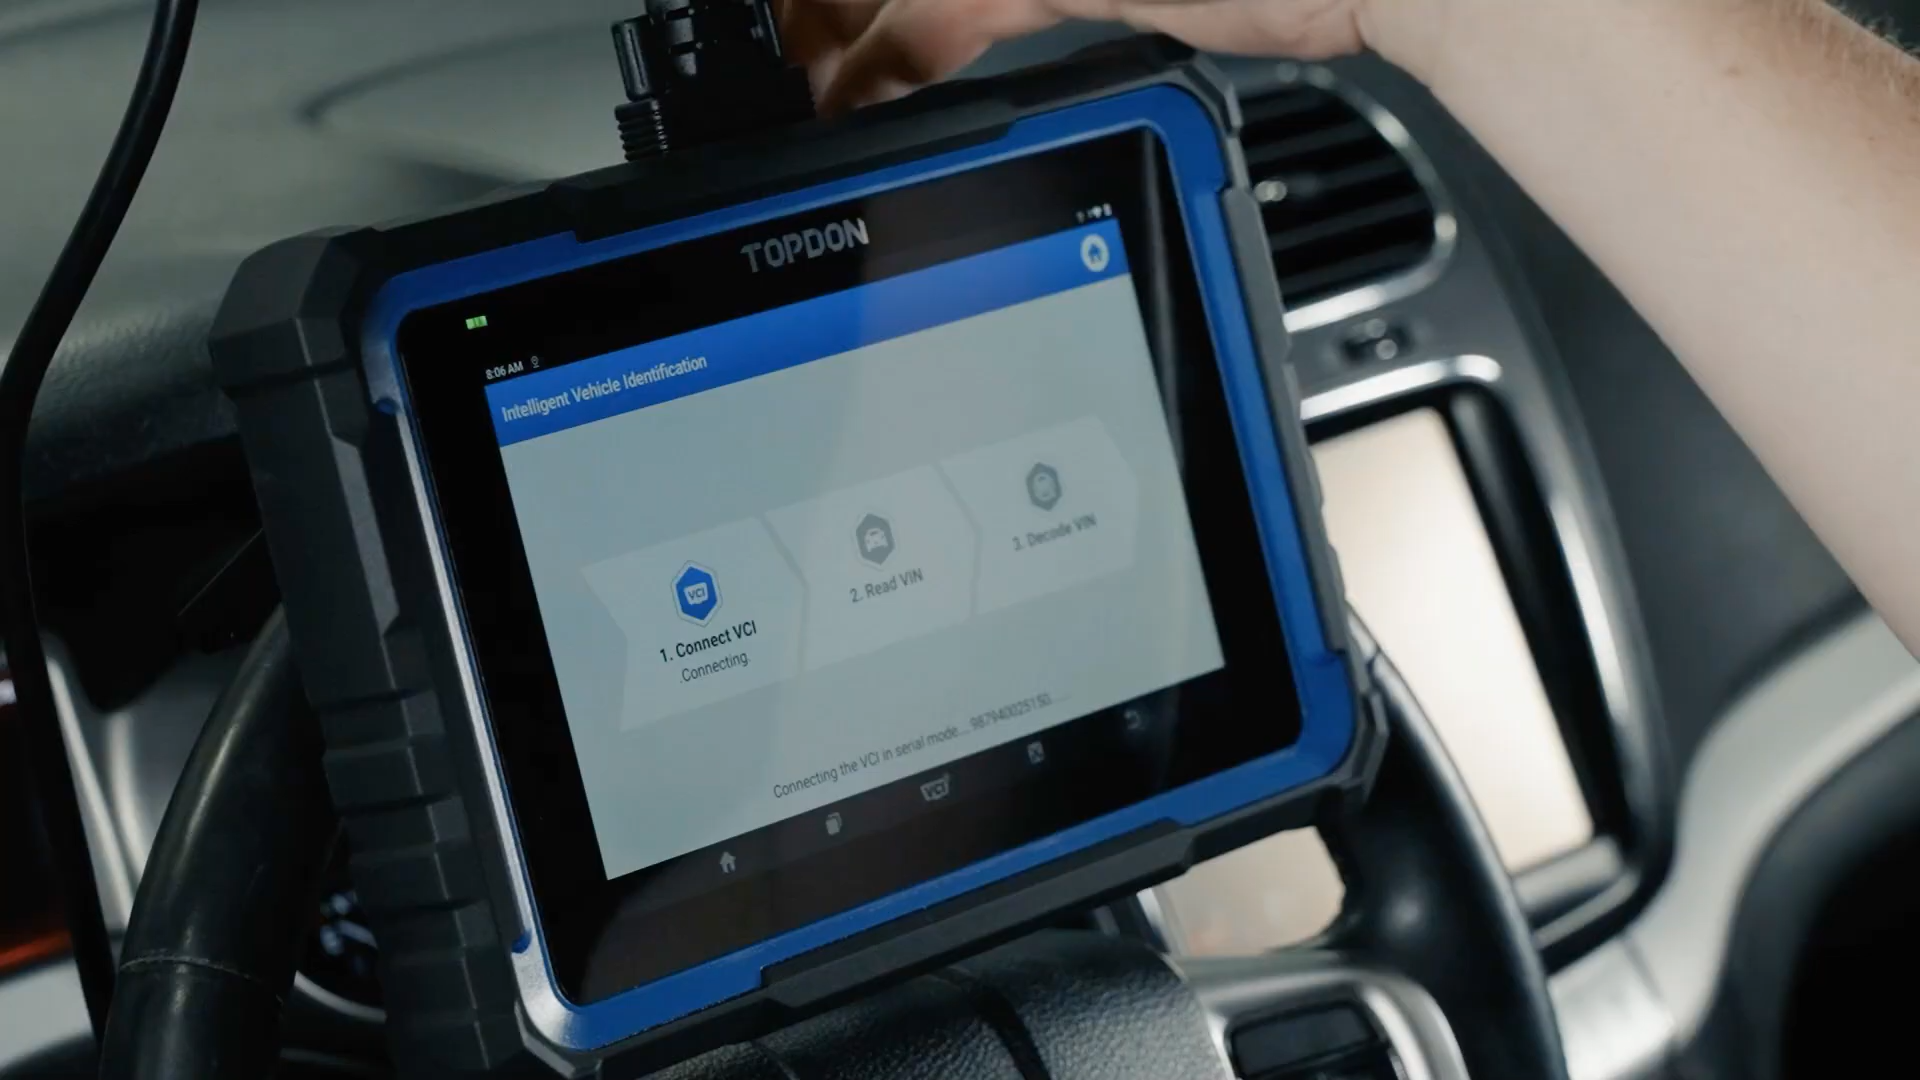 TOPDON
8:06 AM
Intelligent Vehicle Identification
VCI
1. Connect VCI
.Connecting.
2. Read VIN
3. Decode VIN
Connecting the VCI in serial mode... 987940025150......
VCI